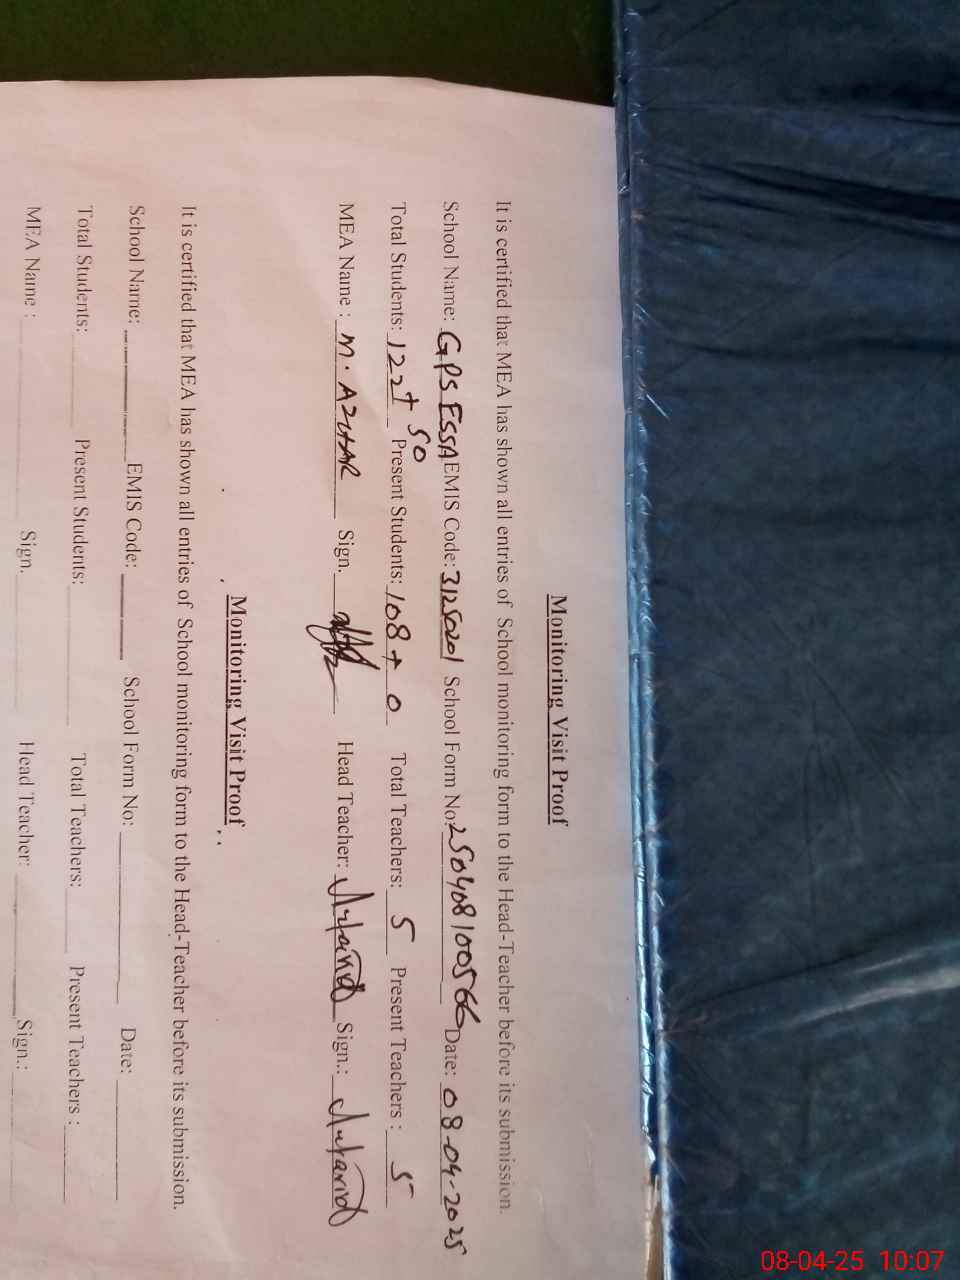 Monitoring Visit Proof
It is certified that MEA has shown all entries of School monitoring form to the Head-Teacher before its submission.
School Name: GPS ESSA EMIS Code: 3125201 School Form No: 250408100566 Date: 08-04-2025
Total Students: 122+50 Present Students: 108+0 Total Teachers: 5 Present Teachers : 5
MEA Name : M. AZHAR Sign. Head Teacher: Sign.:
Monitoring Visit Proof
It is certified that MEA has shown all entries of School monitoring form to the Head-Teacher before its submission.
School Name: EMIS Code: School Form No: Date:
Total Students: Present Students: Total Teachers: Present Teachers :
MEA Name : Sign. Head Teacher: Sign.:
08-04-25 10:07